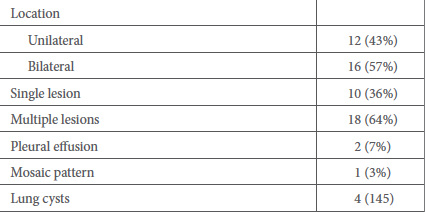 Location
Unilateral 12 (43%)
Bilateral 16 (57%)
Single lesion 10 (36%)
Multiple lesions 18 (64%)
Pleural effusion 2 (7%)
Mosaic pattern 1 (3%)
Lung cysts 4 (145)